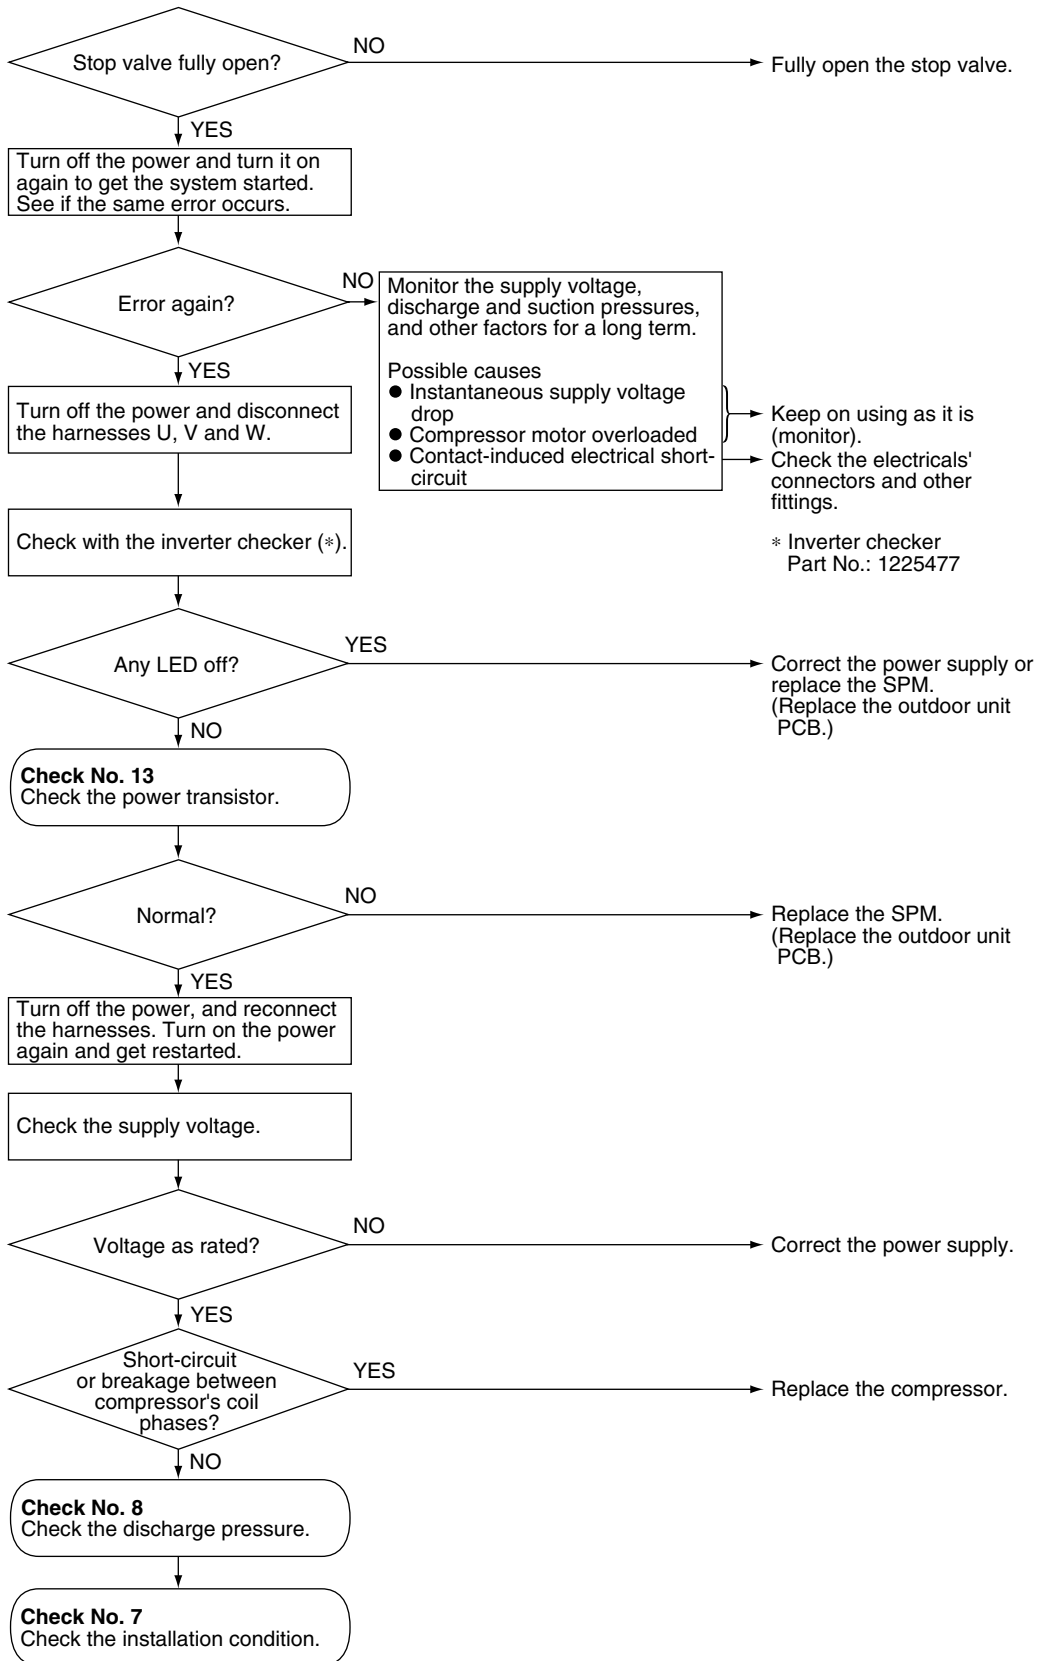 Stop valve fully open?
NO
Fully open the stop valve.
YES
Turn off the power and turn it on
again to get the system started.
See if the same error occurs.
Error again?
NO
Monitor the supply voltage,
discharge and suction pressures,
and other factors for a long term.
Possible causes
● Instantaneous supply voltage
drop
● Compressor motor overloaded
● Contact-induced electrical short-
circuit
Keep on using as it is
(monitor).
Check the electricals'
connectors and other
fittings.
* Inverter checker
Part No.: 1225477
YES
Turn off the power and disconnect
the harnesses U, V and W.
Check with the inverter checker (*).
Any LED off?
YES
Correct the power supply or
replace the SPM.
(Replace the outdoor unit
PCB.)
NO
Check No. 13
Check the power transistor.
Normal?
NO
Replace the SPM.
(Replace the outdoor unit
PCB.)
YES
Turn off the power, and reconnect
the harnesses. Turn on the power
again and get restarted.
Check the supply voltage.
Voltage as rated?
NO
Correct the power supply.
YES
Short-circuit
or breakage between
compressor's coil
phases?
YES
Replace the compressor.
NO
Check No. 8
Check the discharge pressure.
Check No. 7
Check the installation condition.